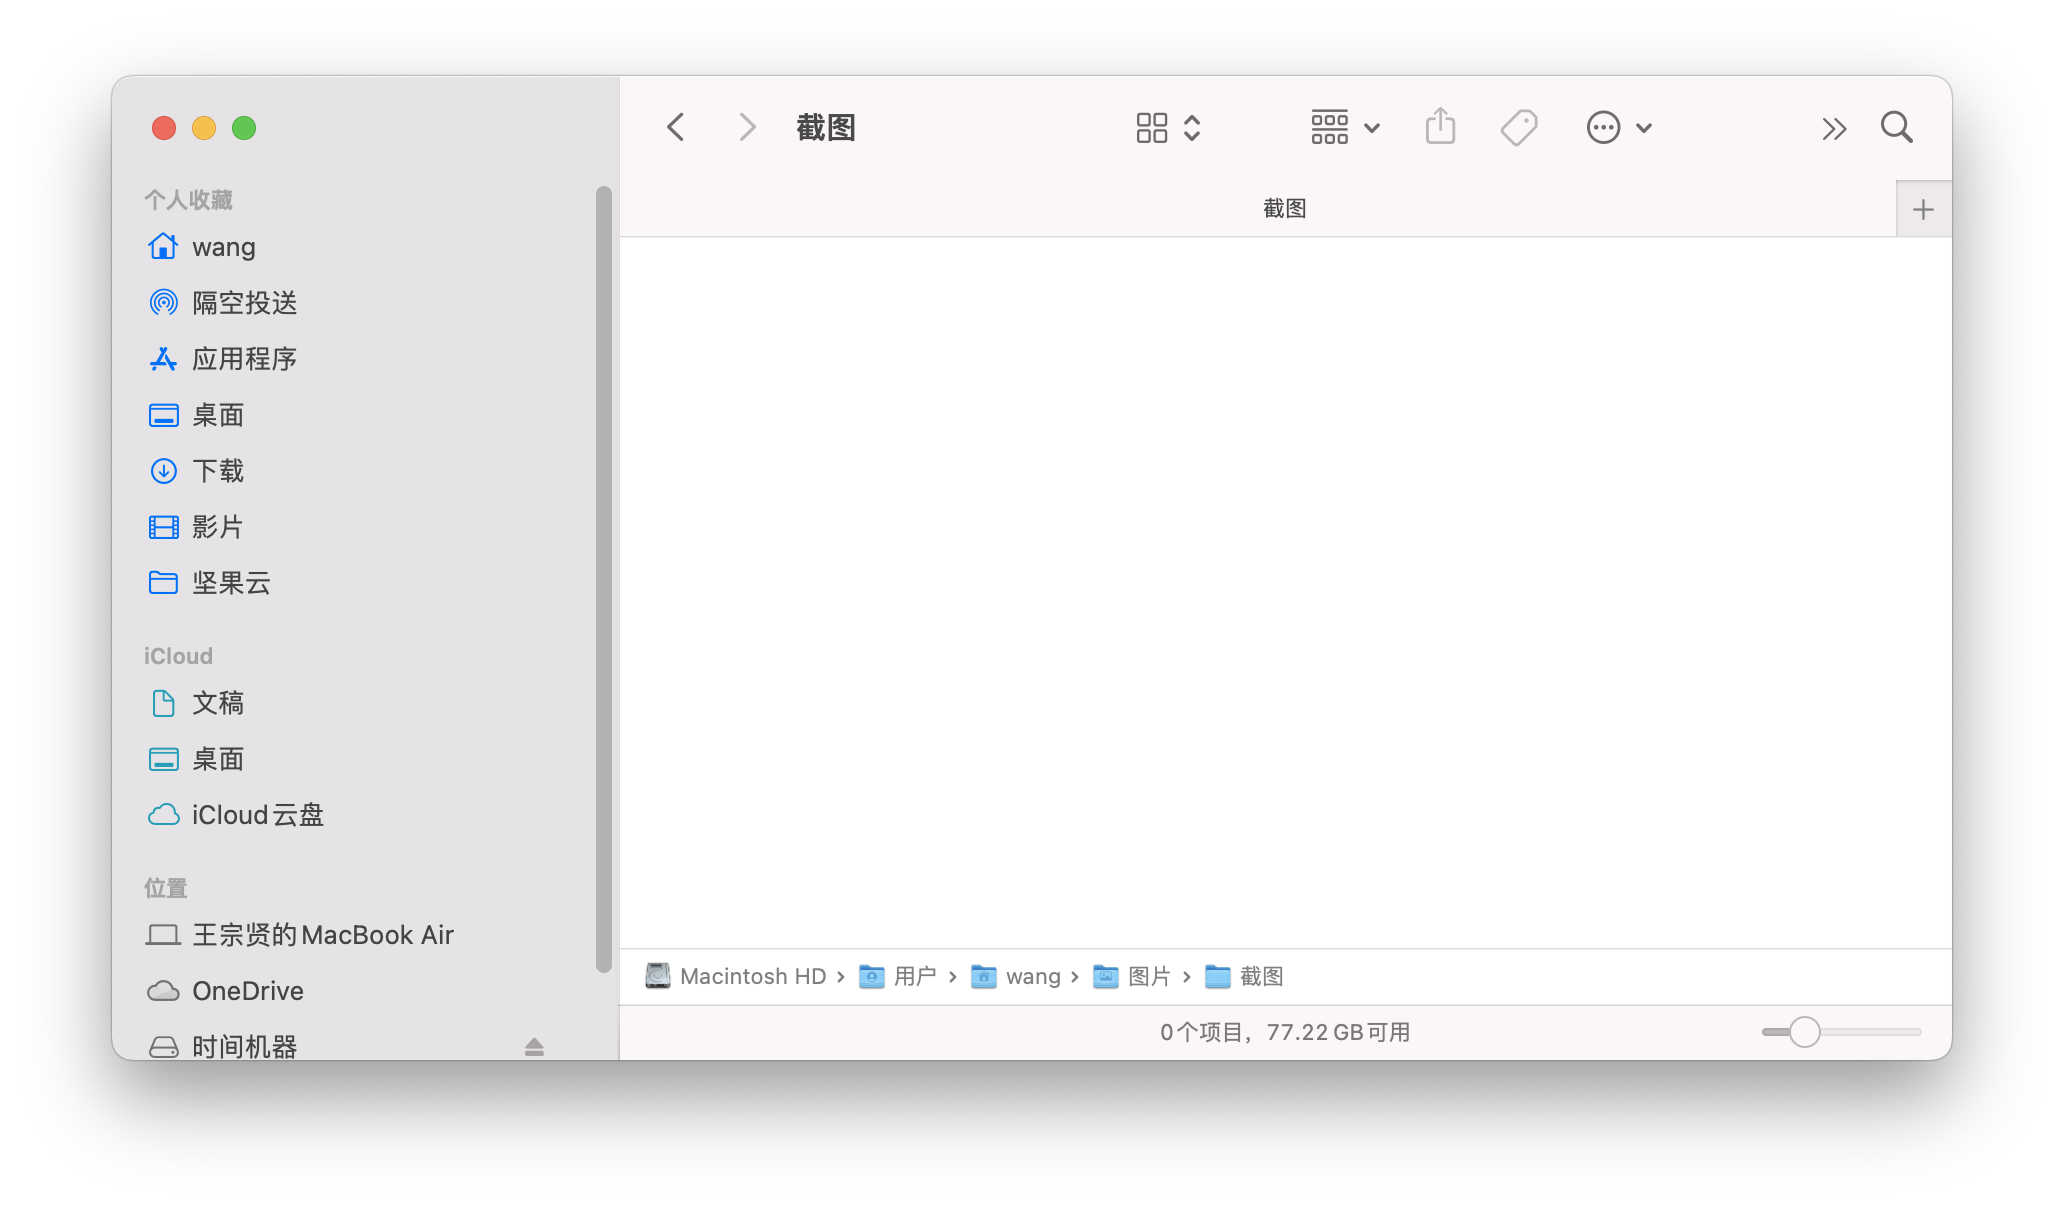 截图
截图
个人收藏
wang
隔空投送
应用程序
桌面
下载
影片
坚果云
iCloud
文稿
桌面
iCloud云盘
位置
王宗贤的MacBook Air
OneDrive
时间机器
Macintosh HD › 用户 › wang › 图片 › 截图
0个项目，77.22 GB可用